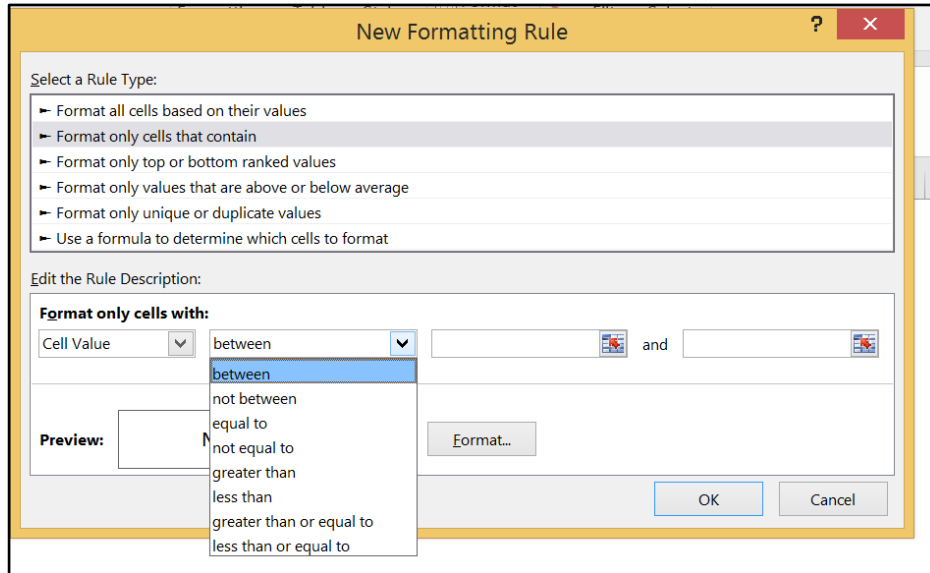 New Formatting Rule
?
Select a Rule Type:
► Format all cells based on their values
► Format only cells that contain
► Format only top or bottom ranked values
► Format only values that are above or below average
► Format only unique or duplicate values
► Use a formula to determine which cells to format
Edit the Rule Description:
Format only cells with:
Cell Value between and
between
not between
equal to
not equal to
greater than
less than
greater than or equal to
less than or equal to
Preview: Format...
OK Cancel